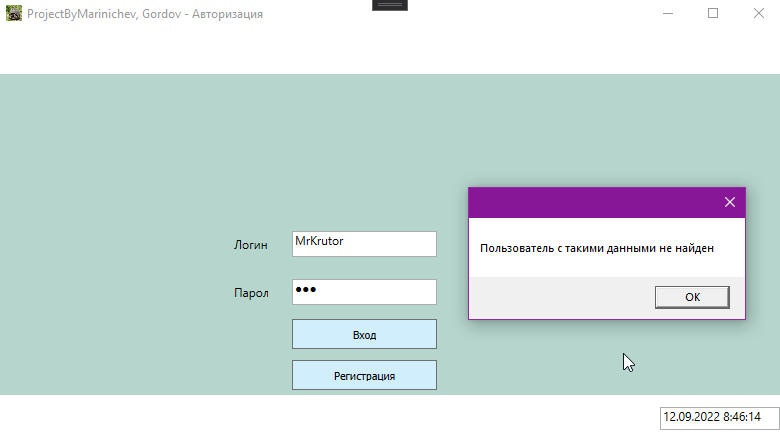 ProjectByMarinichev, Gordov - Авторизация
Логин
MrKrutor
Парол
Вход
Регистрация
Пользователь с такими данными не найден
OK
12.09.2022 8:46:14